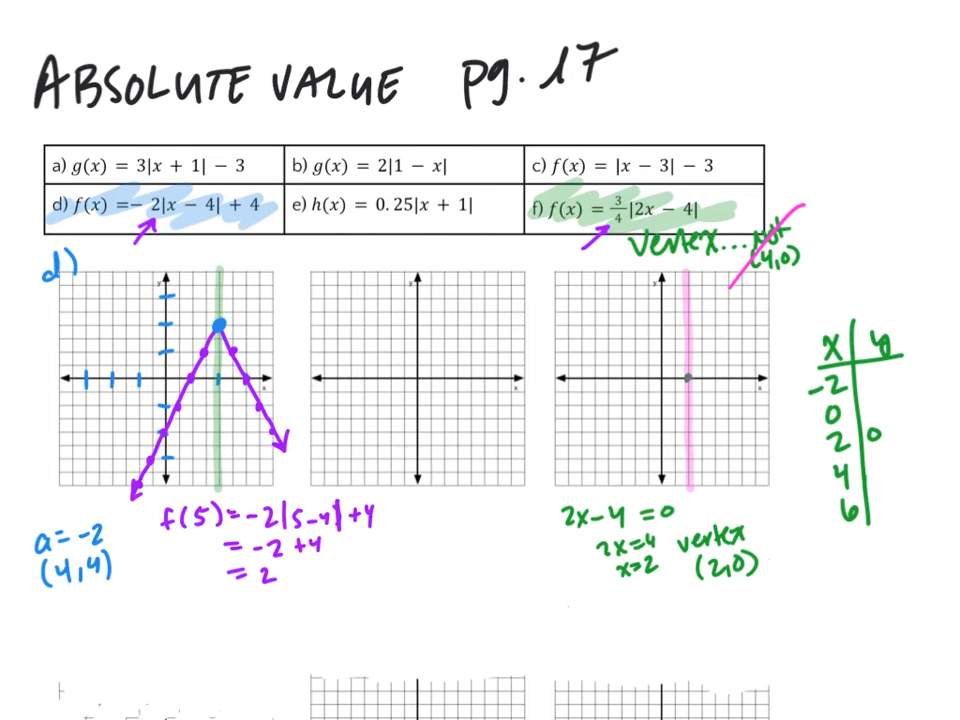 ABSOLUTE VALUE pg. 17
a) g(x) = 3|x + 1| − 3
b) g(x) = 2|1 − x|
c) f(x) = |x − 3| − 3
d) f(x) =− 2|x − 4| + 4
e) h(x) = 0.25|x + 1|
f) f(x) = 3/4 |2x − 4|
vertex... not
(4,0)
d)
y
x
y
x
y
x
x y
-2
0
2 0
4
6
a = -2
(4,4)
f(5) = -2|5-4| + 4
= -2 + 4
= 2
2x - 4 = 0
2x = 4
x = 2
vertex
(2,0)